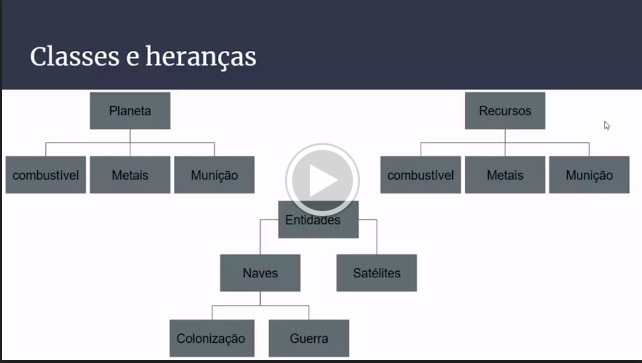 Classes e heranças
Planeta
Recursos
combustível
Metais
Munição
combustível
Metais
Munição
Entidades
Naves
Satélites
Colonização
Guerra